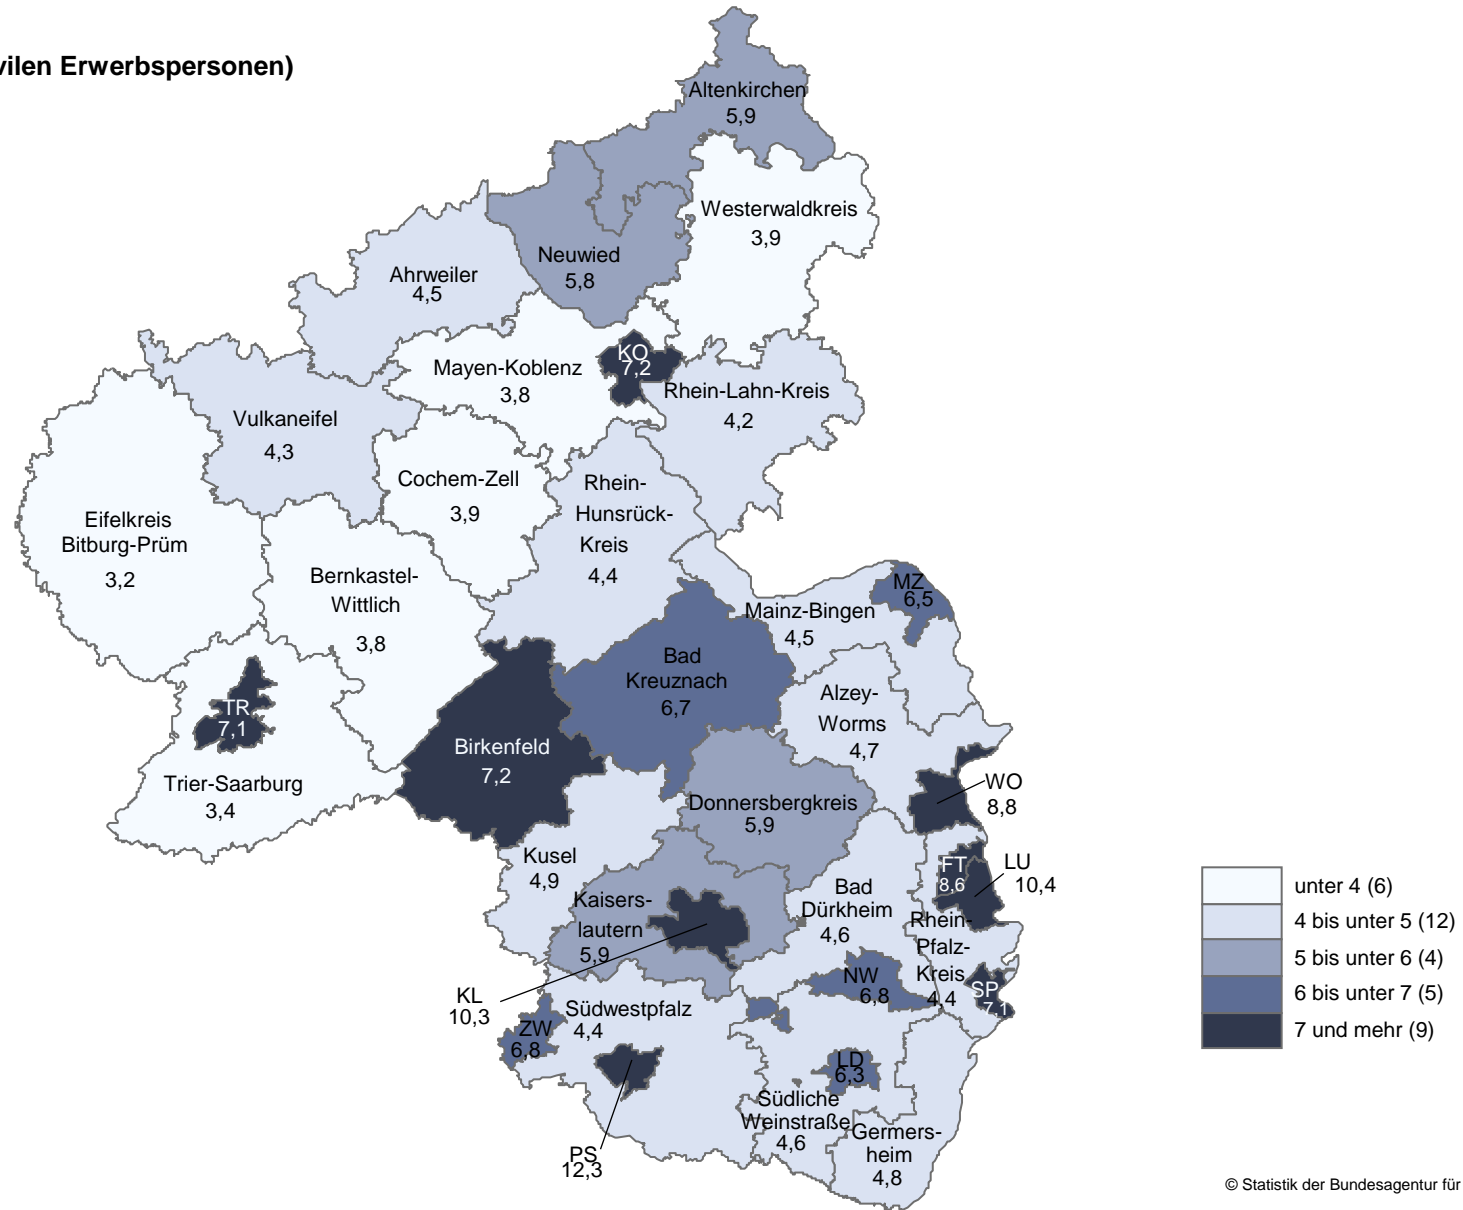 vilen Erwerbspersonen)
Altenkirchen
5,9
Westerwaldkreis
3,9
Neuwied
5,8
Ahrweiler
4,5
KO
7,2
Mayen-Koblenz
3,8
Rhein-Lahn-Kreis
4,2
Vulkaneifel
4,3
Cochem-Zell
3,9
Rhein-
Hunsrück-
Kreis
4,4
Eifelkreis
Bitburg-Prüm
3,2
Bernkastel-
Wittlich
3,8
MZ
6,5
Mainz-Bingen
4,5
Bad
Kreuznach
6,7
Alzey-
Worms
4,7
TR
7,1
Trier-Saarburg
3,4
Birkenfeld
7,2
WO
8,8
Donnersbergkreis
5,9
Kusel
4,9
FT
8,6
LU
10,4
Kaisers-
lautern
5,9
Bad
Dürkheim
4,6
Rhein-
Pfalz-
Kreis
4,4
NW
6,8
SP
7,1
KL
10,3
Südwestpfalz
4,4
ZW
6,8
LD
6,3
Südliche
Weinstraße
4,6
Germers-
heim
4,8
PS
12,3
unter 4 (6)
4 bis unter 5 (12)
5 bis unter 6 (4)
6 bis unter 7 (5)
7 und mehr (9)
© Statistik der Bundesagentur für